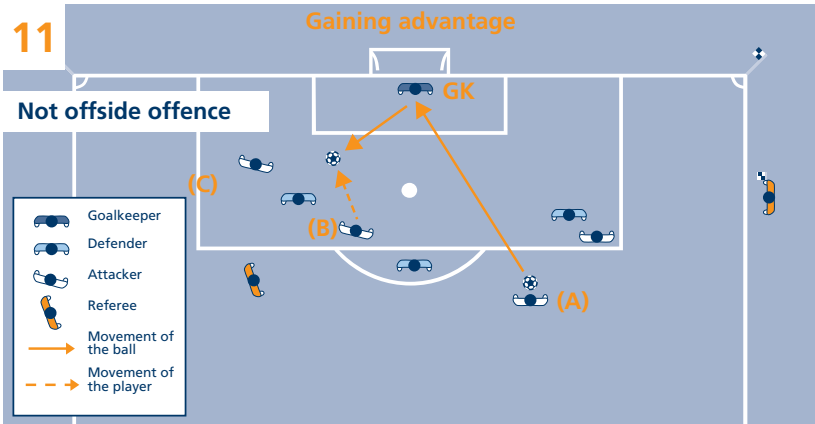 11
Gaining advantage
GK
Not offside offence
(C)
(B)
(A)
Goalkeeper
Defender
Attacker
Referee
Movement of
the ball
Movement of
the player